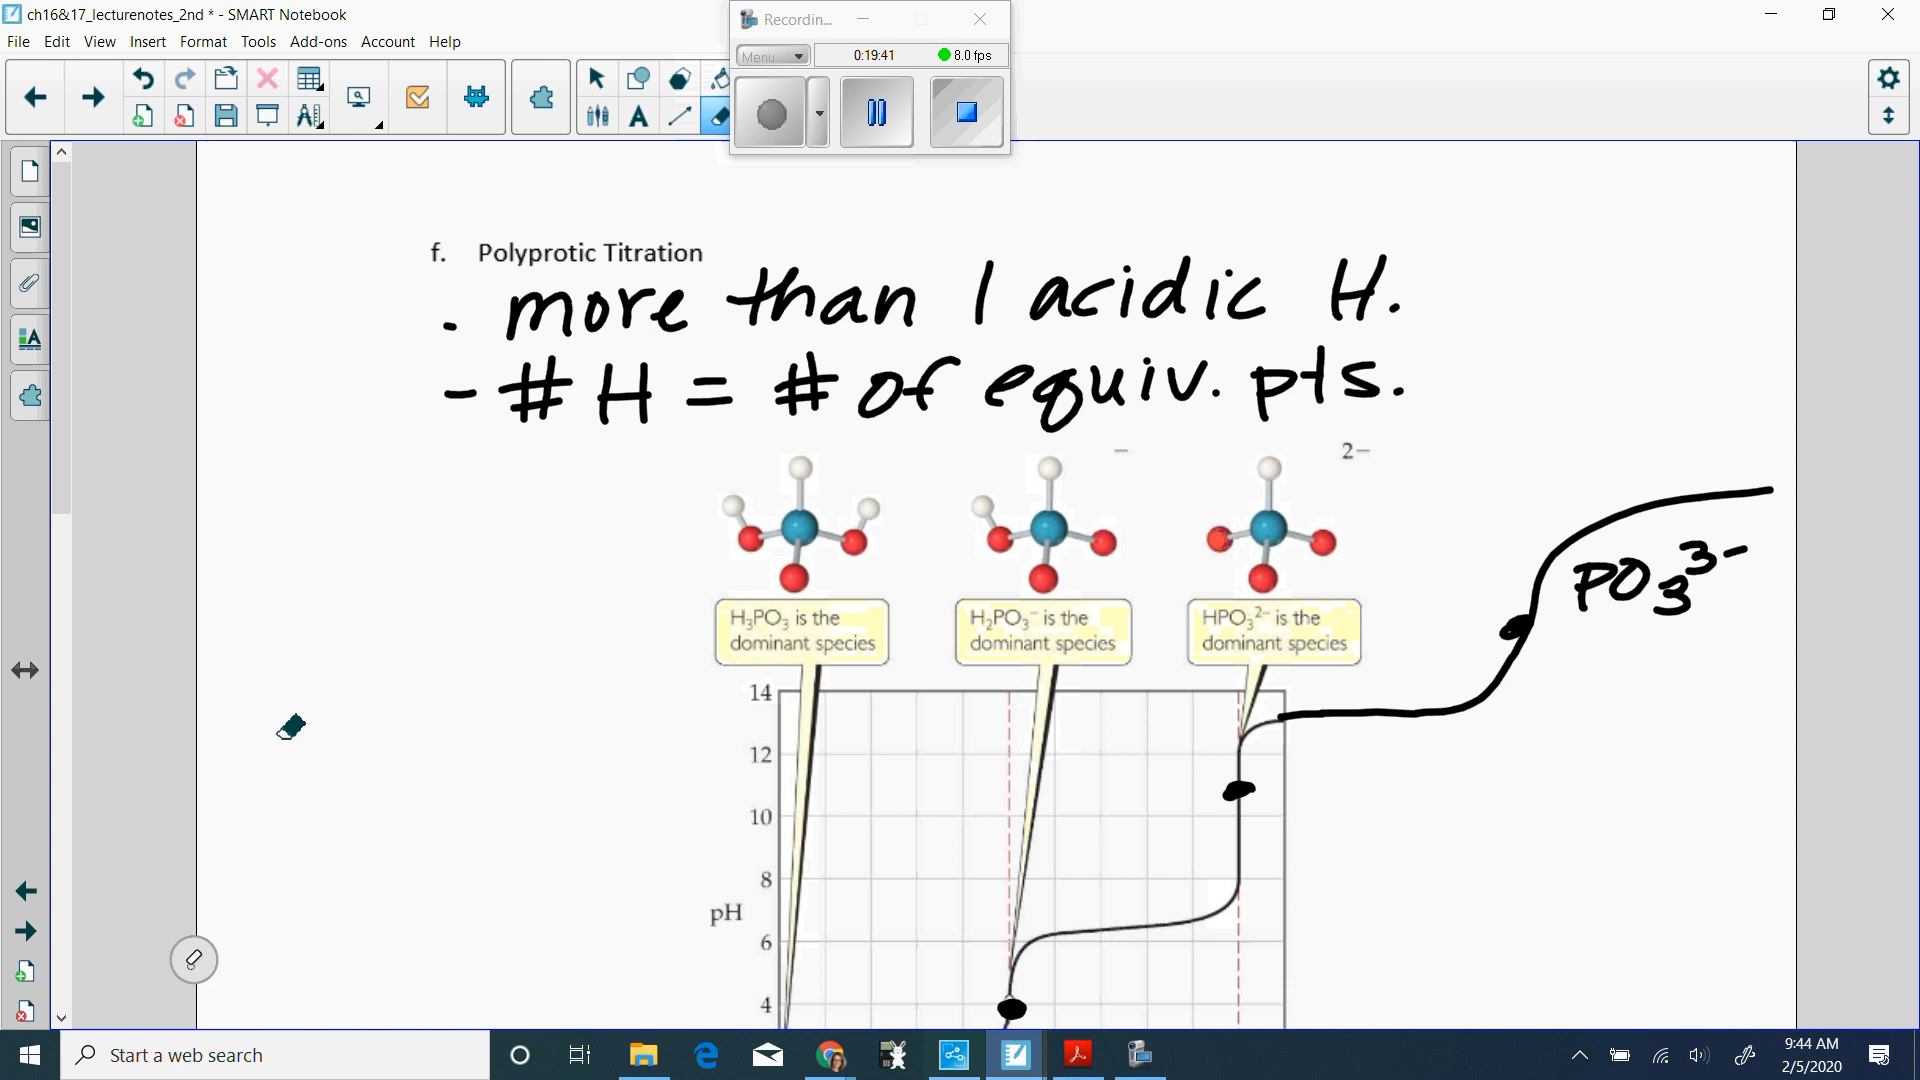 ch16&17_lecturenotes_2nd * - SMART Notebook
Recordin...
File Edit View Insert Format Tools Add-ons Account Help
Menu
0:19:41
8.0 fps
f. Polyprotic Titration
- more than 1 acidic H.
- # H = # of equiv. pts.
−
2−
PO₃³⁻
H₃PO₃ is the
dominant species
H₂PO₃⁻ is the
dominant species
HPO₃²⁻ is the
dominant species
14
12
10
8
pH
6
4
Start a web search
9:44 AM
2/5/2020